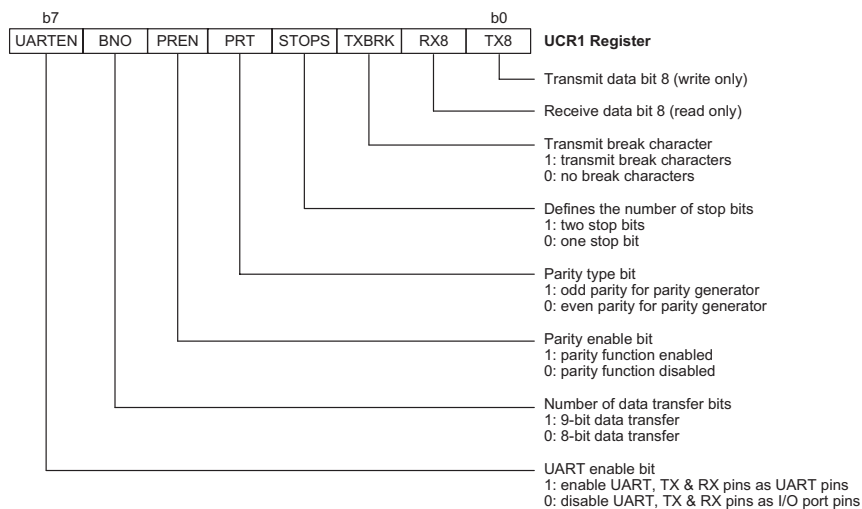 b7 b0
UARTEN BNO PREN PRT STOPS TXBRK RX8 TX8 UCR1 Register
Transmit data bit 8 (write only)
Receive data bit 8 (read only)
Transmit break character
1: transmit break characters
0: no break characters
Defines the number of stop bits
1: two stop bits
0: one stop bit
Parity type bit
1: odd parity for parity generator
0: even parity for parity generator
Parity enable bit
1: parity function enabled
0: parity function disabled
Number of data transfer bits
1: 9-bit data transfer
0: 8-bit data transfer
UART enable bit
1: enable UART, TX & RX pins as UART pins
0: disable UART, TX & RX pins as I/O port pins